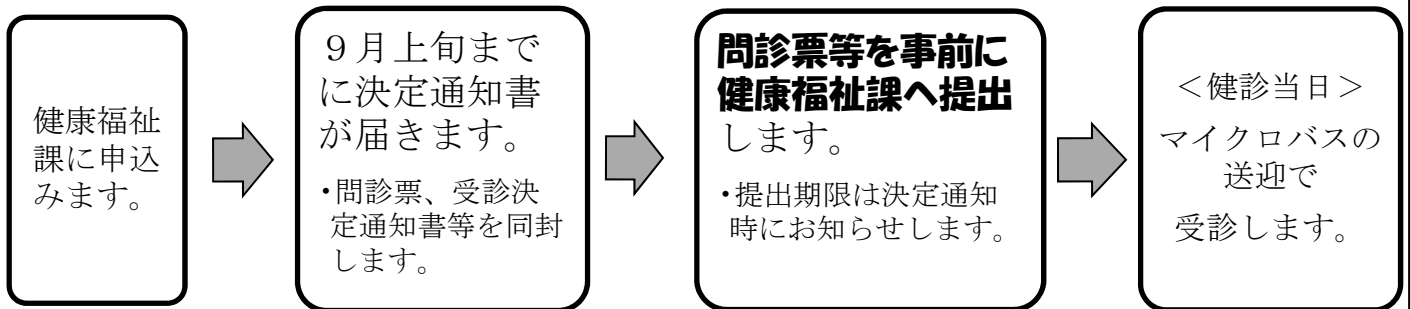 健康福祉
課に申込
みます。
９月上旬まで
に決定通知書
が届きます。
・問診票、受診決
定通知書等を同封
します。
問診票等を事前に
健康福祉課へ提出
します。
・提出期限は決定通知
時にお知らせします。
＜健診当日＞
マイクロバスの
送迎で
受診します。